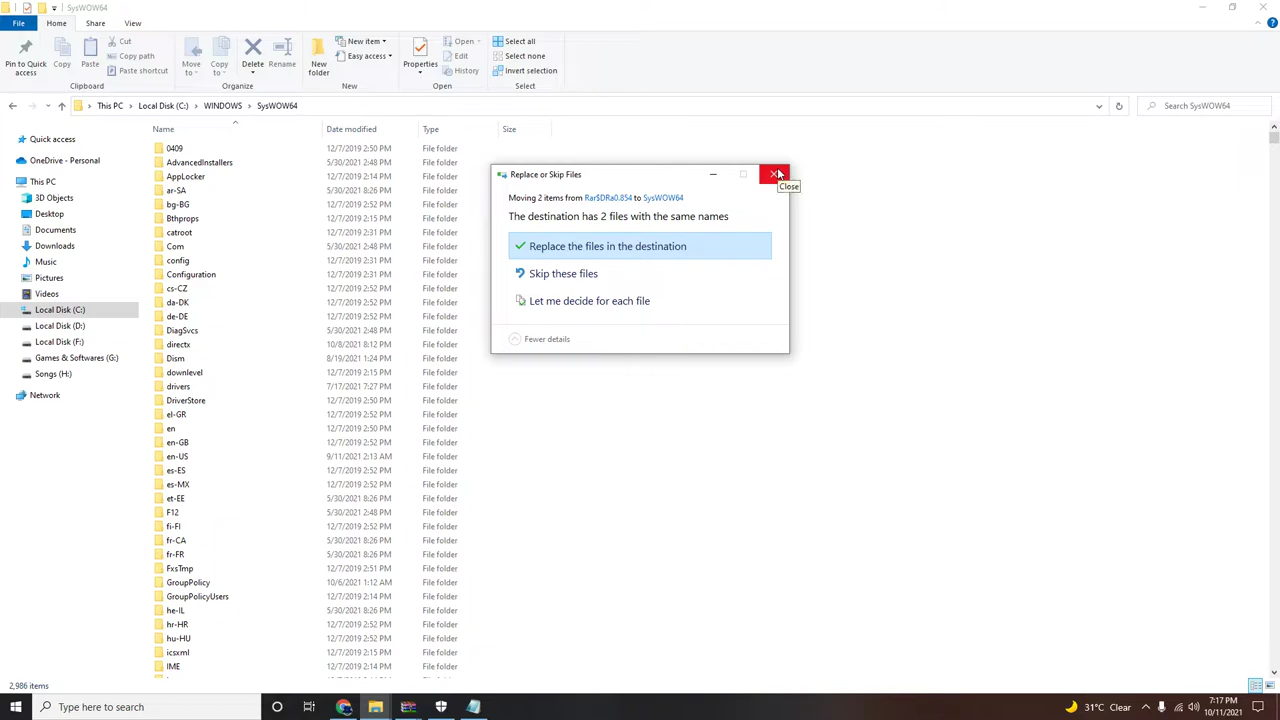 SysWOW64
File Home Share View
Pin to Quick access
Copy
Paste
Cut
Copy path
Paste shortcut
Clipboard
Move to
Copy to
Delete
Rename
Organize
New folder
New item
Easy access
New
Properties
Open
Edit
History
Open
Select all
Select none
Invert selection
Select
This PC > Local Disk (C:) > WINDOWS > SysWOW64
Search SysWOW64
Quick access
OneDrive - Personal
This PC
3D Objects
Desktop
Documents
Downloads
Music
Pictures
Videos
Local Disk (C:)
Local Disk (D:)
Local Disk (F:)
Games & Softwares (G:)
Songs (H:)
Network
Name Date modified Type Size
0409 12/7/2019 2:50 PM File folder
AdvancedInstallers 5/30/2021 2:48 PM File folder
AppLocker 12/7/2019 2:14 PM File folder
ar-SA 5/30/2021 8:26 PM File folder
bg-BG 12/7/2019 2:52 PM File folder
Bthprops 12/7/2019 2:15 PM File folder
catroot 12/7/2019 2:31 PM File folder
Com 5/30/2021 2:48 PM File folder
config 12/7/2019 2:31 PM File folder
Configuration 12/7/2019 2:31 PM File folder
cs-CZ 12/7/2019 2:52 PM File folder
da-DK 12/7/2019 2:52 PM File folder
de-DE 12/7/2019 2:52 PM File folder
DiagSvcs 5/30/2021 2:48 PM File folder
directx 10/8/2021 8:12 PM File folder
Dism 8/19/2021 1:24 PM File folder
downlevel 12/7/2019 2:15 PM File folder
drivers 7/17/2021 7:27 PM File folder
DriverStore 12/7/2019 2:50 PM File folder
el-GR 12/7/2019 2:52 PM File folder
en 12/7/2019 2:50 PM File folder
en-GB 12/7/2019 2:52 PM File folder
en-US 9/11/2021 2:13 AM File folder
es-ES 12/7/2019 2:52 PM File folder
es-MX 12/7/2019 2:52 PM File folder
et-EE 5/30/2021 8:26 PM File folder
F12 5/30/2021 2:48 PM File folder
fi-FI 12/7/2019 2:52 PM File folder
fr-CA 5/30/2021 8:26 PM File folder
fr-FR 5/30/2021 8:26 PM File folder
FxsTmp 12/7/2019 2:51 PM File folder
GroupPolicy 10/6/2021 1:12 AM File folder
GroupPolicyUsers 12/7/2019 2:14 PM File folder
he-IL 5/30/2021 8:26 PM File folder
hr-HR 12/7/2019 2:52 PM File folder
hu-HU 12/7/2019 2:52 PM File folder
icsxml 12/7/2019 2:52 PM File folder
IME 12/7/2019 2:14 PM File folder
Replace or Skip Files
Close
Moving 2 items from Rar$DRa0.854 to SysWOW64
The destination has 2 files with the same names
Replace the files in the destination
Skip these files
Let me decide for each file
Fewer details
2,986 items
Type here to search
31°C Clear
7:17 PM
10/11/2021